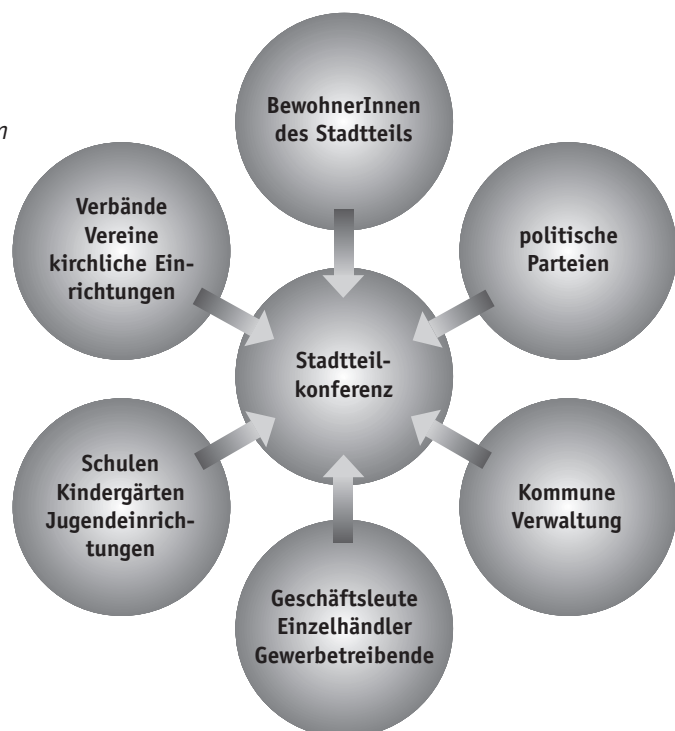 BewohnerInnen
des Stadtteils
Verbände
Vereine
kirchliche Ein-
richtungen
politische
Parteien
Stadtteil-
konferenz
Schulen
Kindergärten
Jugendeinrich-
tungen
Kommune
Verwaltung
Geschäftsleute
Einzelhändler
Gewerbetreibende